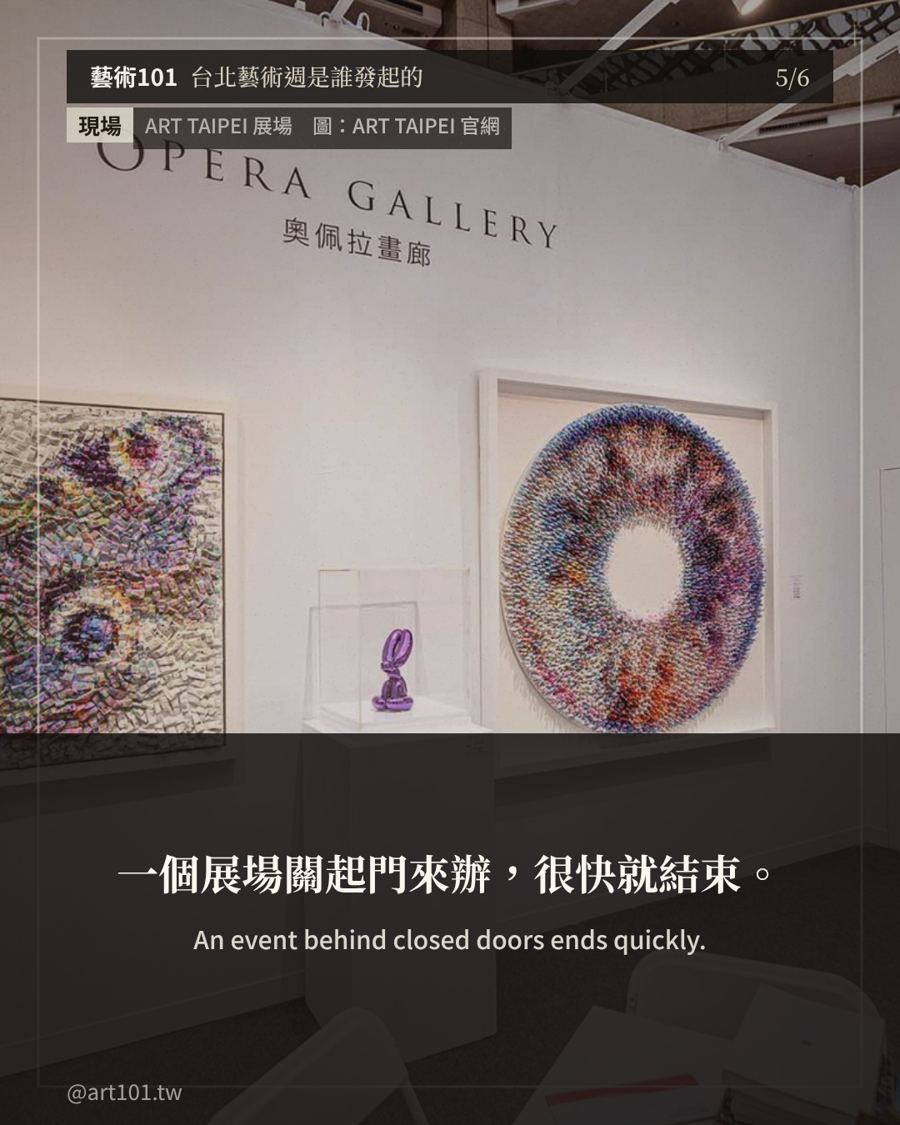 藝術101 台北藝術週是誰發起的 5/6
現場 ART TAIPEI 展場 圖：ART TAIPEI 官網
OPERA GALLERY
奧佩拉畫廊
一個展場關起門來辦，很快就結束。
An event behind closed doors ends quickly.
@art101.tw